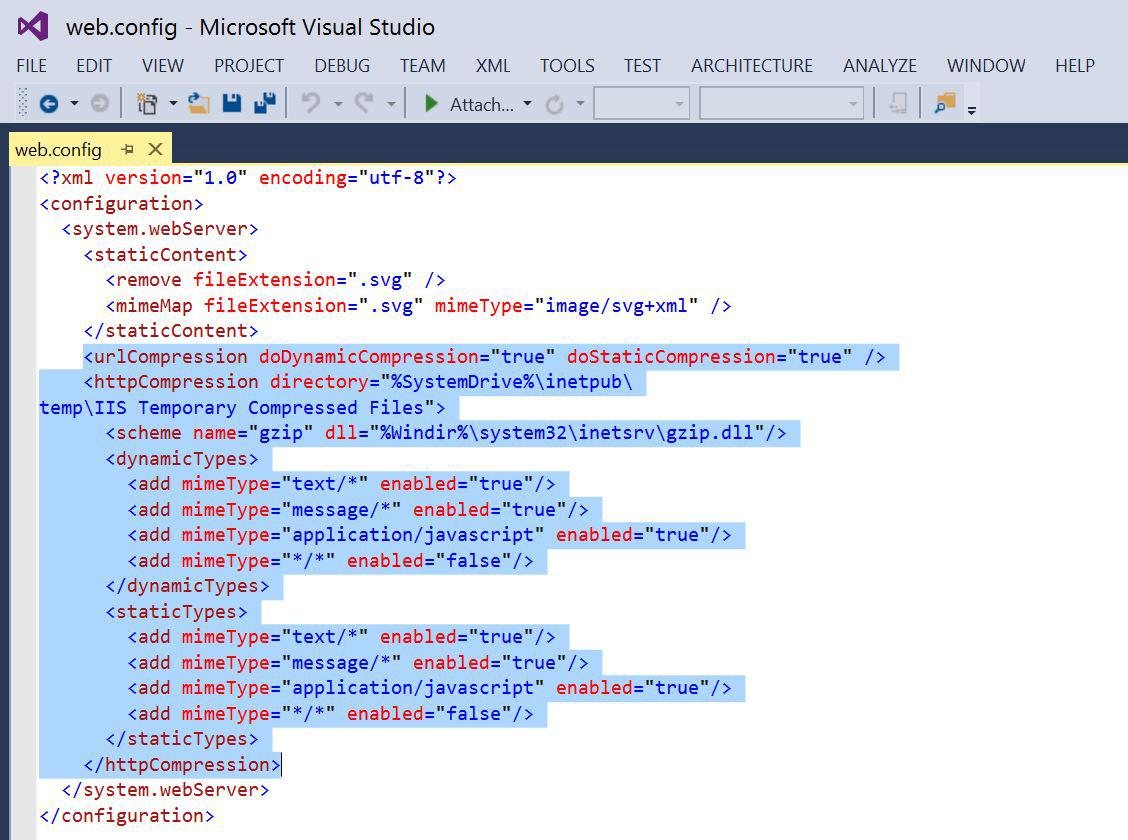 web.config - Microsoft Visual Studio
FILE EDIT VIEW PROJECT DEBUG TEAM XML TOOLS TEST ARCHITECTURE ANALYZE WINDOW HELP
Attach...
web.config
<?xml version="1.0" encoding="utf-8"?>
<configuration>
  <system.webServer>
    <staticContent>
      <remove fileExtension=".svg" />
      <mimeMap fileExtension=".svg" mimeType="image/svg+xml" />
    </staticContent>
    <urlCompression doDynamicCompression="true" doStaticCompression="true" />
    <httpCompression directory="%SystemDrive%\inetpub\
temp\IIS Temporary Compressed Files">
      <scheme name="gzip" dll="%Windir%\system32\inetsrv\gzip.dll"/>
      <dynamicTypes>
        <add mimeType="text/*" enabled="true"/>
        <add mimeType="message/*" enabled="true"/>
        <add mimeType="application/javascript" enabled="true"/>
        <add mimeType="*/*" enabled="false"/>
      </dynamicTypes>
      <staticTypes>
        <add mimeType="text/*" enabled="true"/>
        <add mimeType="message/*" enabled="true"/>
        <add mimeType="application/javascript" enabled="true"/>
        <add mimeType="*/*" enabled="false"/>
      </staticTypes>
    </httpCompression>
  </system.webServer>
</configuration>